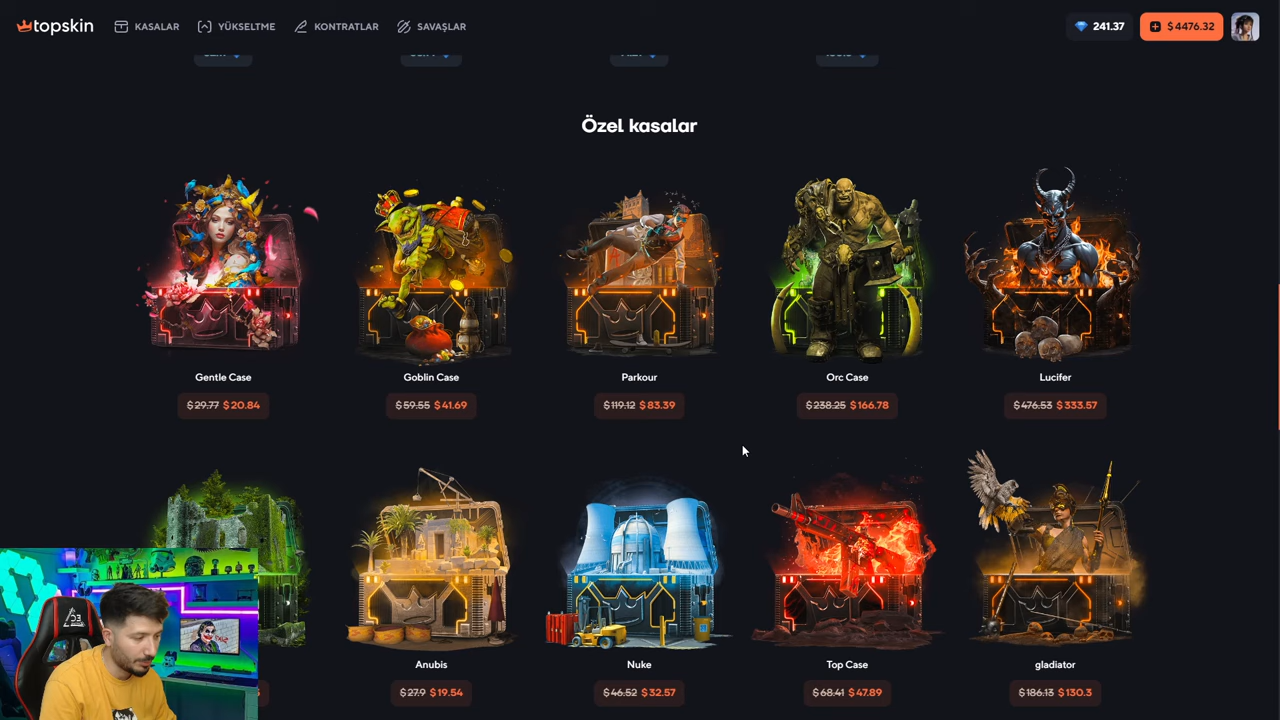 topskin
KASALAR
YÜKSELTME
KONTRATLAR
SAVAŞLAR
241.37
$ 4476.32
Özel kasalar
Gentle Case
Goblin Case
Parkour
Orc Case
Lucifer
$ 29.77 $ 20.84
$ 59.55 $ 41.69
$ 119.12 $ 83.39
$ 238.25 $ 166.78
$ 476.53 $ 333.57
Anubis
Nuke
Top Case
gladiator
$ 27.9 $ 19.54
$ 46.52 $ 32.57
$ 68.41 $ 47.89
$ 186.13 $ 130.3